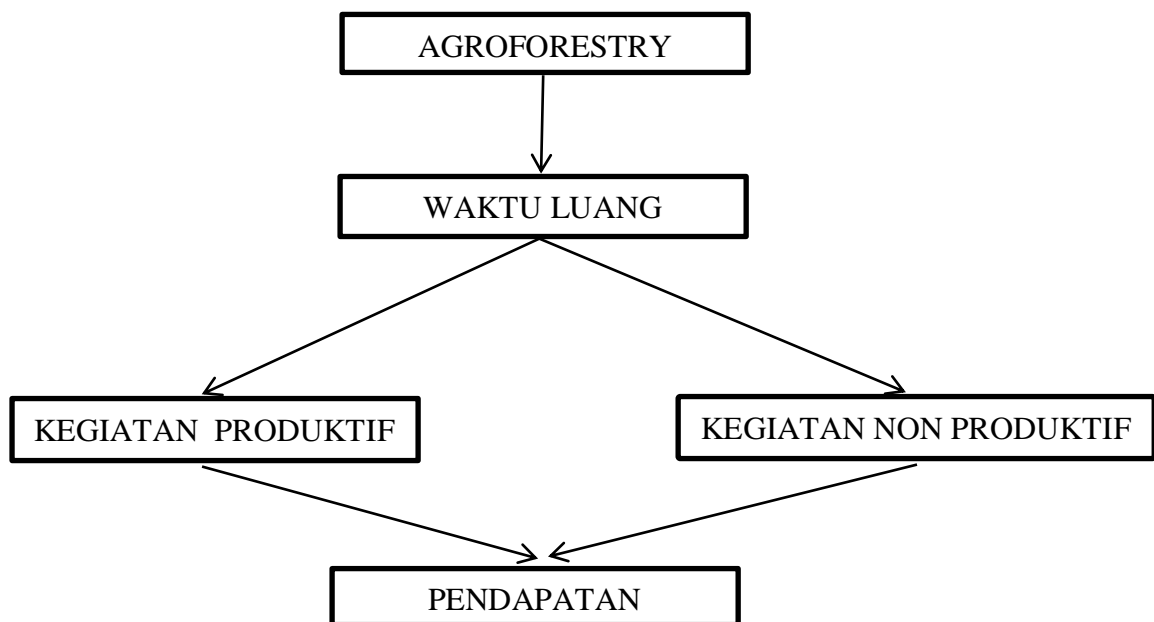 AGROFORESTRY
WAKTU LUANG
KEGIATAN PRODUKTIF
KEGIATAN NON PRODUKTIF
PENDAPATAN